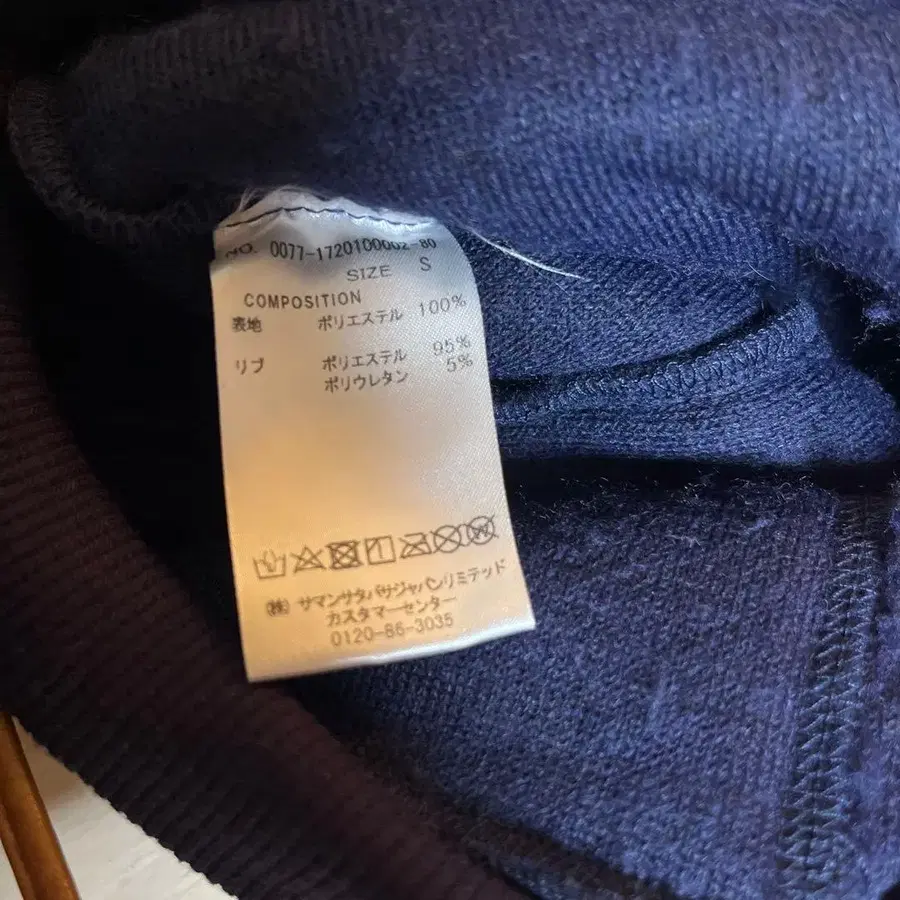 NO. 0077-1720100002-80
SIZE S
COMPOSITION
表地 ポリエステル 100%
リブ ポリエステル 95%
ポリウレタン 5%
㈱ サマンサタバサジャパンリミテッド
カスタマーセンター
0120-86-3035